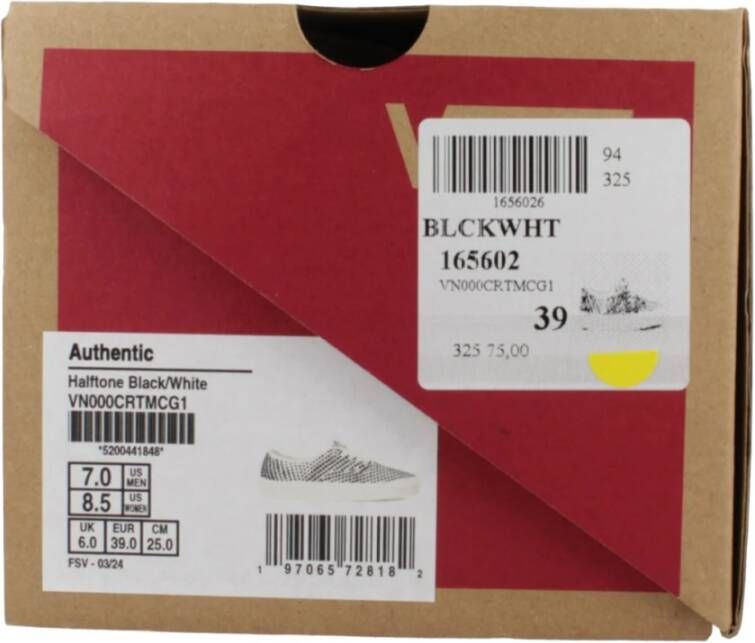 94
325
1656026
BLCKWHT
165602
VN000CRTMCG1
39
325 75,00
Authentic
Halftone Black/White
VN000CRTMCG1
*5200441848*
7.0 US MEN
8.5 US WOMEN
UK EUR CM
6.0 39.0 25.0
FSV - 03/24
1 97065 72818 2